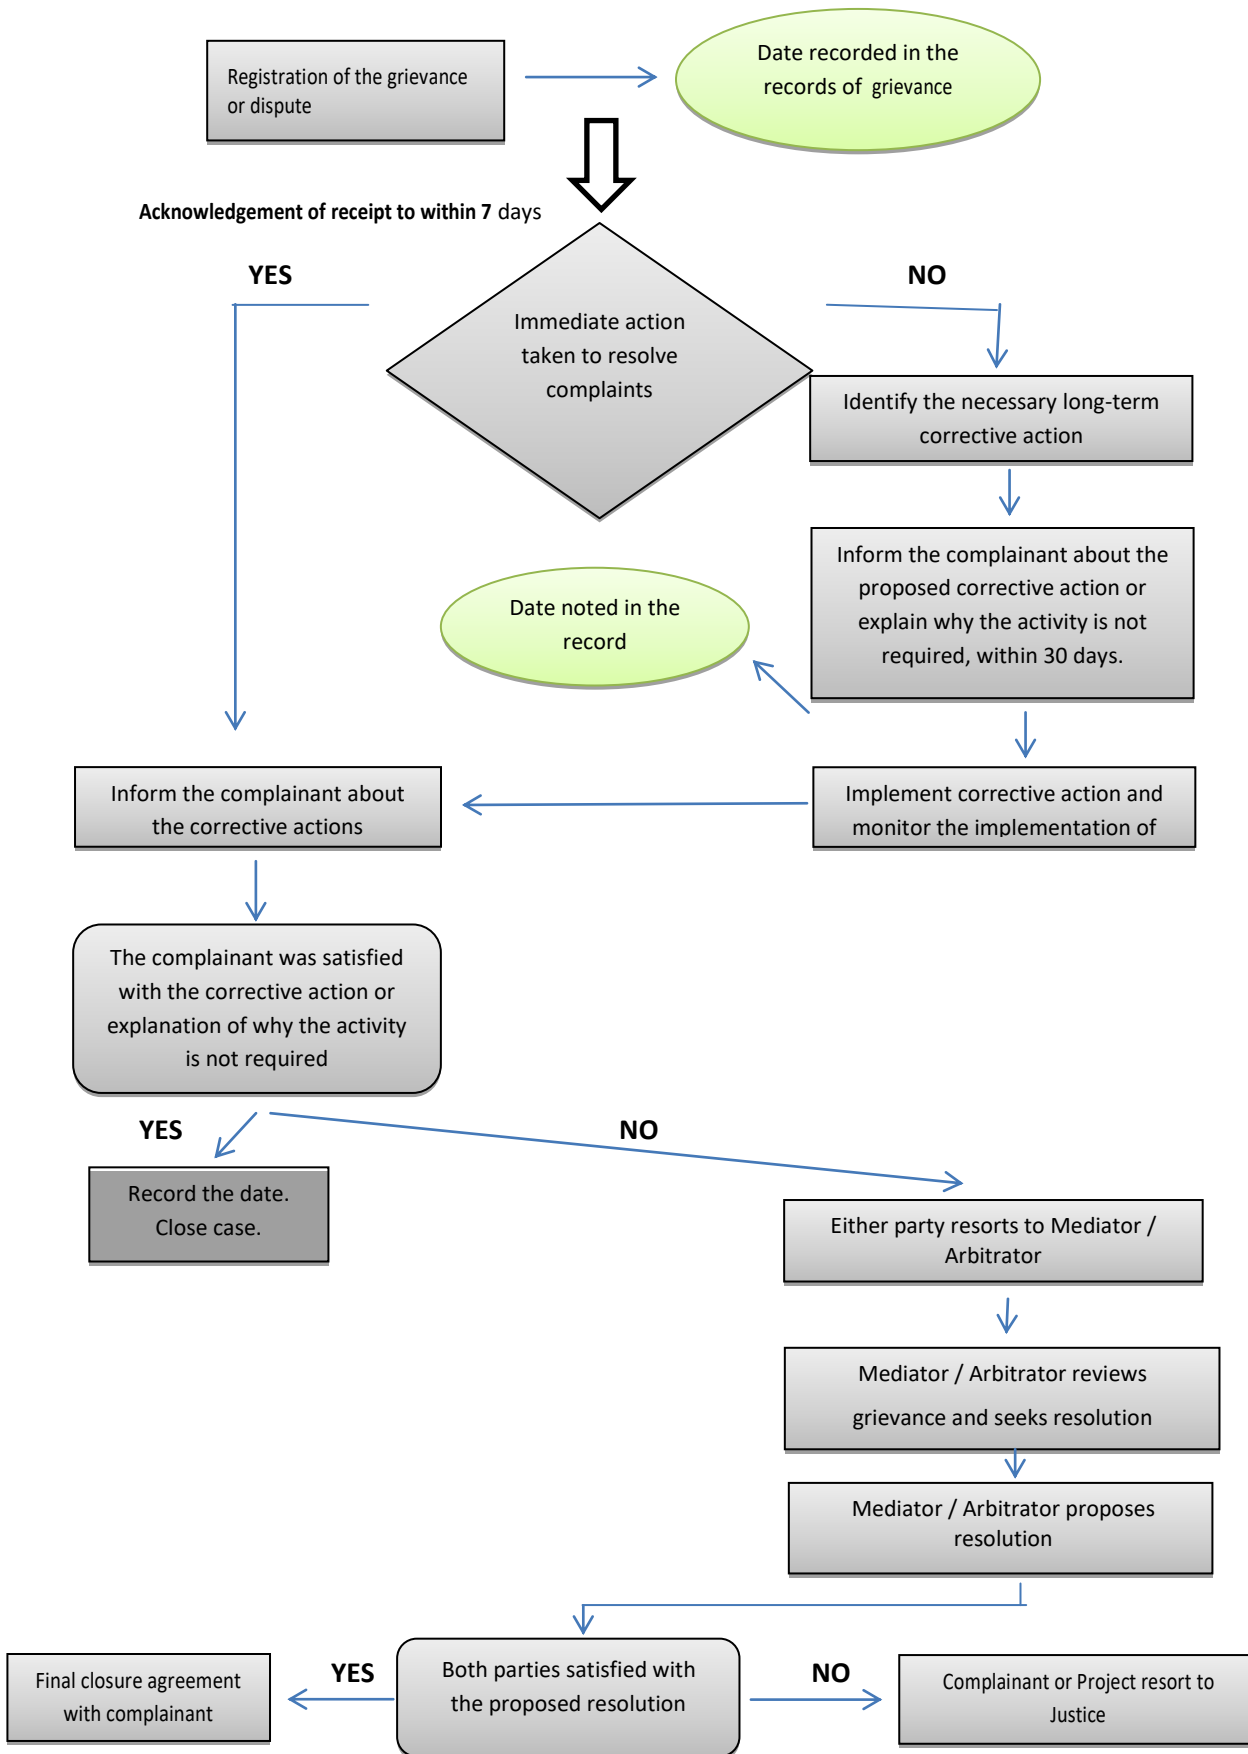 Registration of the grievance
or dispute
Date recorded in the
records of grievance
Acknowledgement of receipt to within 7 days
YES
NO
Immediate action
taken to resolve
complaints
Identify the necessary long-term
corrective action
Inform the complainant about the
proposed corrective action or
explain why the activity is not
required, within 30 days.
Date noted in the
record
Inform the complainant about
the corrective actions
Implement corrective action and
monitor the implementation of
The complainant was satisfied
with the corrective action or
explanation of why the activity
is not required
YES
NO
Record the date.
Close case.
Either party resorts to Mediator /
Arbitrator
Mediator / Arbitrator reviews
grievance and seeks resolution
Mediator / Arbitrator proposes
resolution
Final closure agreement
with complainant
YES
Both parties satisfied with
the proposed resolution
NO
Complainant or Project resort to
Justice